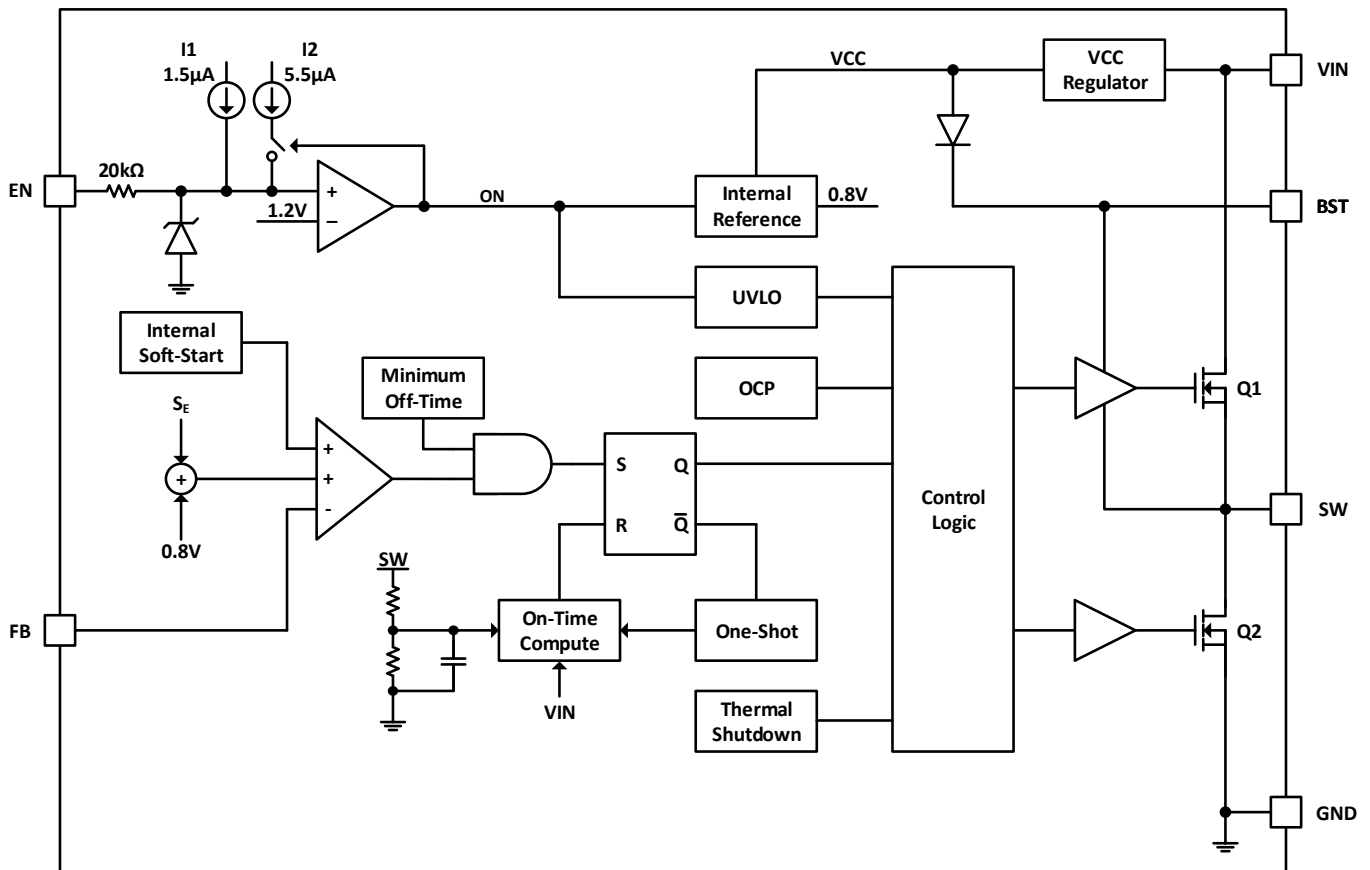 I1
1.5µA
I2
5.5µA
VCC
VCC
Regulator
VIN
EN
20kΩ
+
1.2V
−
ON
Internal
Reference
0.8V
BST
UVLO
Internal
Soft-Start
Minimum
Off-Time
OCP
Q1
SE
+
+
+
-
0.8V
S
Q
R
Q̅
Control
Logic
SW
SW
FB
On-Time
Compute
One-Shot
Q2
VIN
Thermal
Shutdown
GND